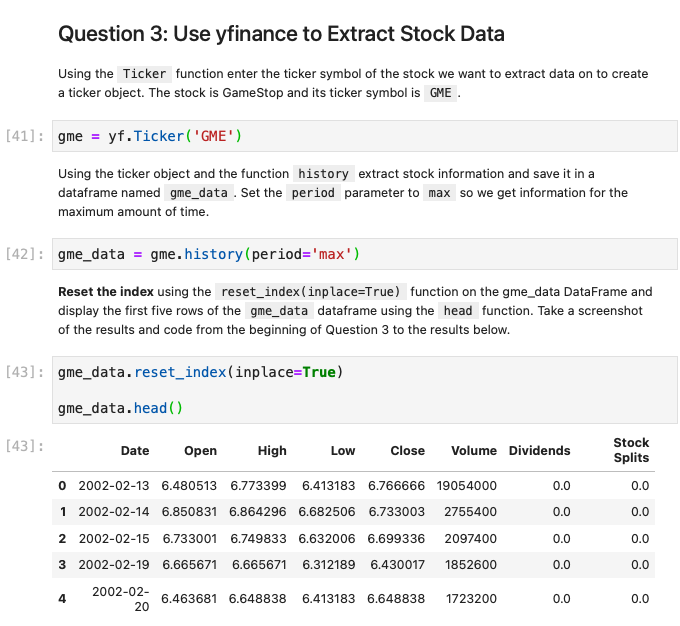 Question 3: Use yfinance to Extract Stock Data
Using the Ticker function enter the ticker symbol of the stock we want to extract data on to create
a ticker object. The stock is GameStop and its ticker symbol is GME .
[41]: gme = yf.Ticker('GME')
Using the ticker object and the function history extract stock information and save it in a
dataframe named gme_data . Set the period parameter to max so we get information for the
maximum amount of time.
[42]: gme_data = gme.history(period='max')
Reset the index using the reset_index(inplace=True) function on the gme_data DataFrame and
display the first five rows of the gme_data dataframe using the head function. Take a screenshot
of the results and code from the beginning of Question 3 to the results below.
[43]: gme_data.reset_index(inplace=True)
gme_data.head()
[43]: Date Open High Low Close Volume Dividends Stock
Splits
0 2002-02-13 6.480513 6.773399 6.413183 6.766666 19054000 0.0 0.0
1 2002-02-14 6.850831 6.864296 6.682506 6.733003 2755400 0.0 0.0
2 2002-02-15 6.733001 6.749833 6.632006 6.699336 2097400 0.0 0.0
3 2002-02-19 6.665671 6.665671 6.312189 6.430017 1852600 0.0 0.0
4 2002-02-
20 6.463681 6.648838 6.413183 6.648838 1723200 0.0 0.0